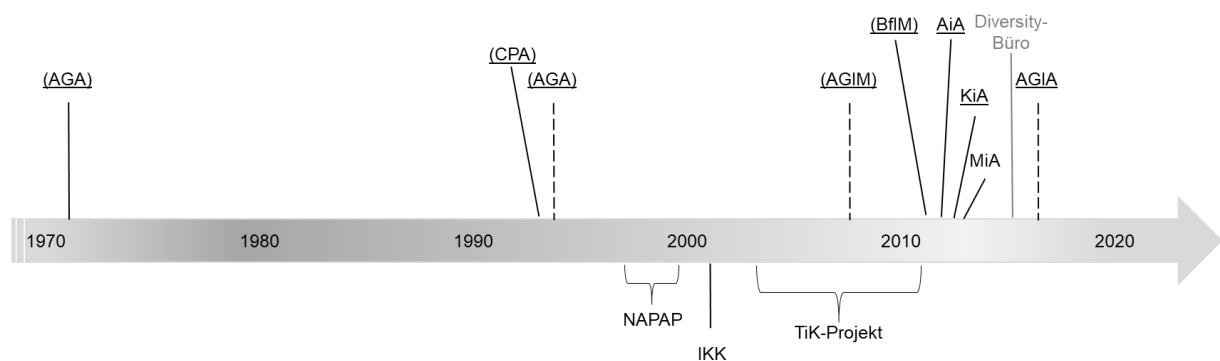 (AGA)
(CPA)
(AGA)
(AGIM)
(BfIM)
AiA
Diversity-
Büro
KiA
AGIA
MiA
1970
1980
1990
2000
2010
2020
NAPAP
IKK
TiK-Projekt